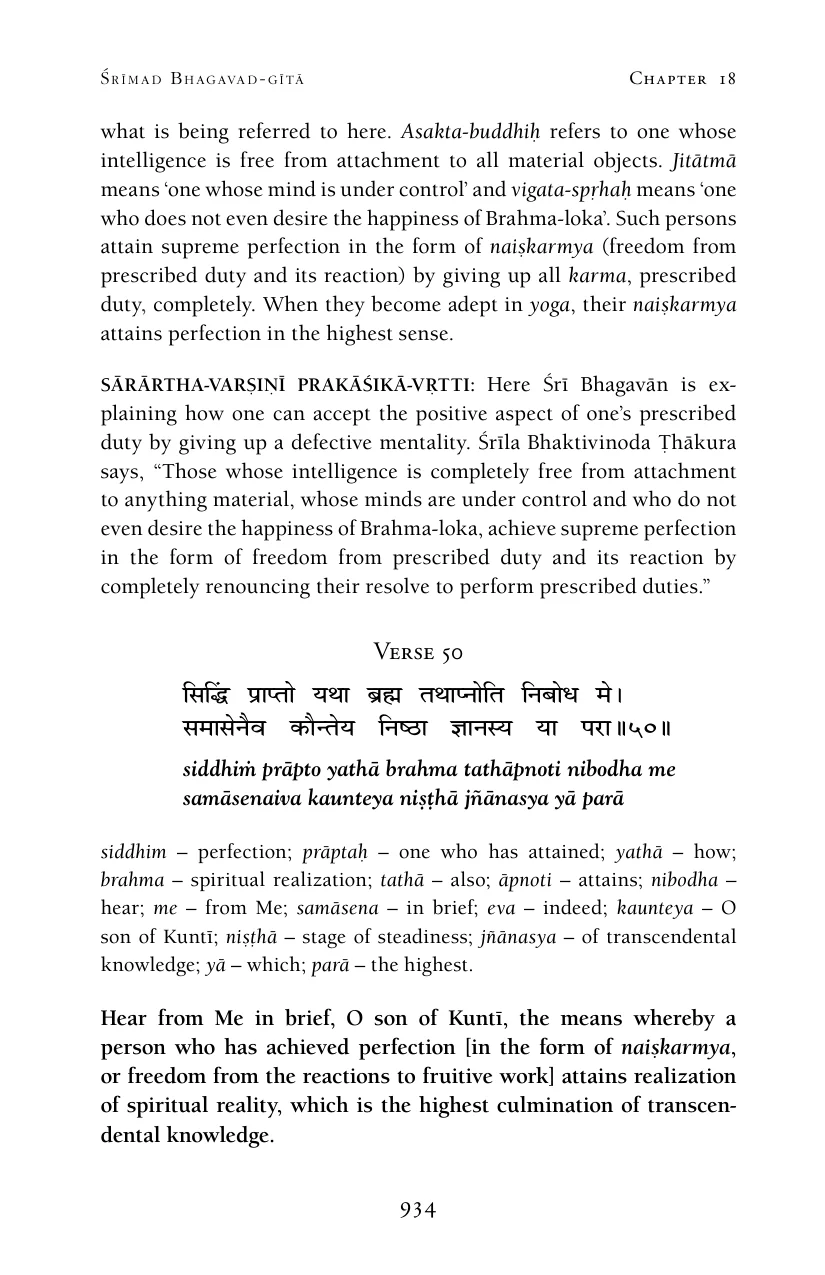 Śrīmad Bhagavad-gītā Chapter 18
what is being referred to here. Asakta-buddhiḥ refers to one whose
intelligence is free from attachment to all material objects. Jitātmā
means ‘one whose mind is under control’ and vigata-spṛhaḥ means ‘one
who does not even desire the happiness of Brahma-loka’. Such persons
attain supreme perfection in the form of naiṣkarmya (freedom from
prescribed duty and its reaction) by giving up all karma, prescribed
duty, completely. When they become adept in yoga, their naiṣkarmya
attains perfection in the highest sense.
SĀRĀRTHA-VARṢIṆĪ PRAKĀŚIKĀ-VṚTTI: Here Śrī Bhagavān is ex-
plaining how one can accept the positive aspect of one’s prescribed
duty by giving up a defective mentality. Śrīla Bhaktivinoda Ṭhākura
says, “Those whose intelligence is completely free from attachment
to anything material, whose minds are under control and who do not
even desire the happiness of Brahma-loka, achieve supreme perfection
in the form of freedom from prescribed duty and its reaction by
completely renouncing their resolve to perform prescribed duties.”
Verse 50
सिद्धिं प्राप्तो यथा ब्रह्म तथाप्नोति निबोध मे।
समासेनैव कौन्तेय निष्ठा ज्ञानस्य या परा॥५०॥
siddhiṁ prāpto yathā brahma tathāpnoti nibodha me
samāsenaiva kaunteya niṣṭhā jñānasya yā parā
siddhim – perfection; prāptaḥ – one who has attained; yathā – how;
brahma – spiritual realization; tathā – also; āpnoti – attains; nibodha –
hear; me – from Me; samāsena – in brief; eva – indeed; kaunteya – O
son of Kuntī; niṣṭhā – stage of steadiness; jñānasya – of transcendental
knowledge; yā – which; parā – the highest.
Hear from Me in brief, O son of Kuntī, the means whereby a
person who has achieved perfection [in the form of naiṣkarmya,
or freedom from the reactions to fruitive work] attains realization
of spiritual reality, which is the highest culmination of transcen-
dental knowledge.
934